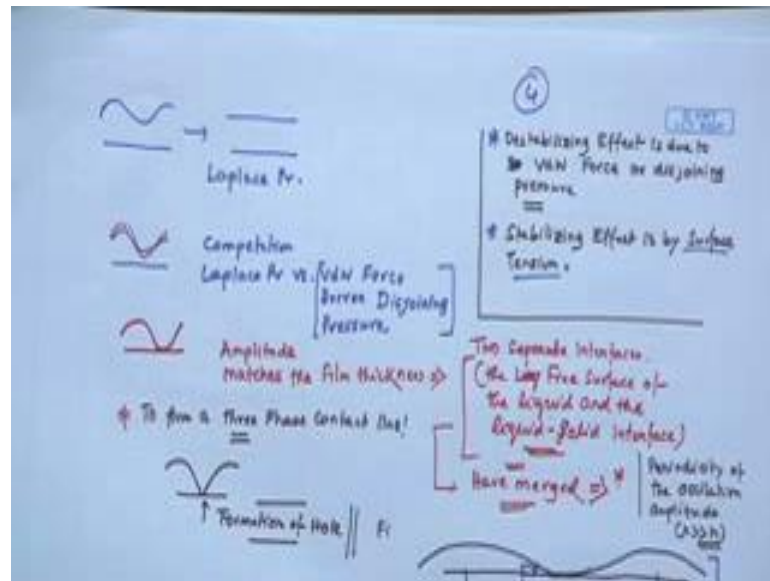 4
Laplace Pr.
* Destabilizing Effect is due to
VdW Force or disjoining
pressure
* Stabilizing Effect is by Surface
Tension.
Competition
Laplace Pr vs. VdW Force
Disjoining
Pressure
Amplitude
matches the film thickness ⇒
Two Separate Interfaces
(the Free Surface of
the liquid and the
liquid-Solid interface)
Have merged ⇒ *
* To form a Three Phase Contact line!
↑ Formation of Hole
Periodicity of
the
amplitude
(λ>>h)